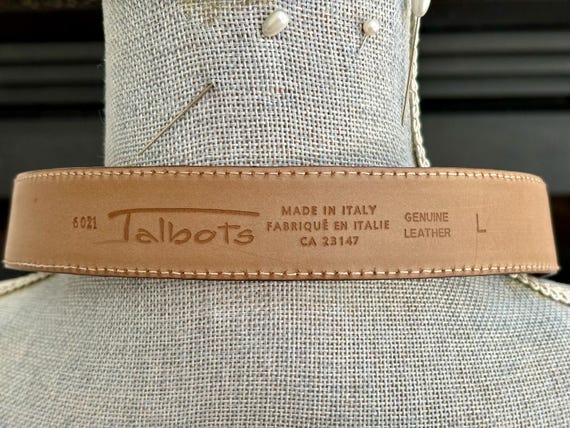 6021
Talbots
MADE IN ITALY
FABRIQUÉ EN ITALIE
CA 23147
GENUINE
LEATHER
L